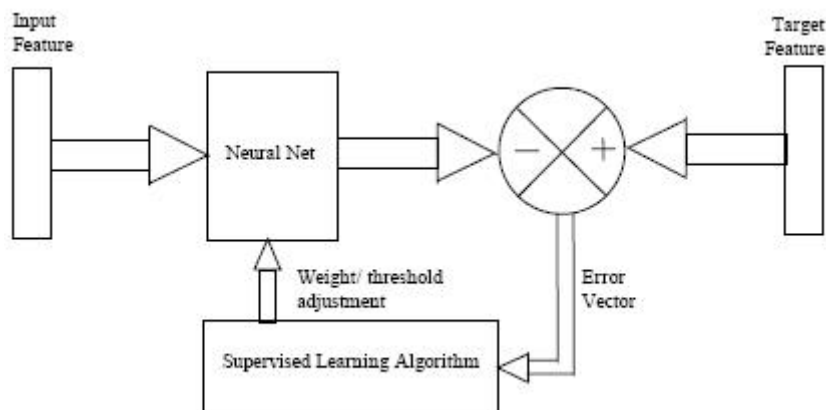 Input
Feature
Target
Feature
Neural Net
−
+
Weight/ threshold
adjustment
Error
Vector
Supervised Learning Algorithm